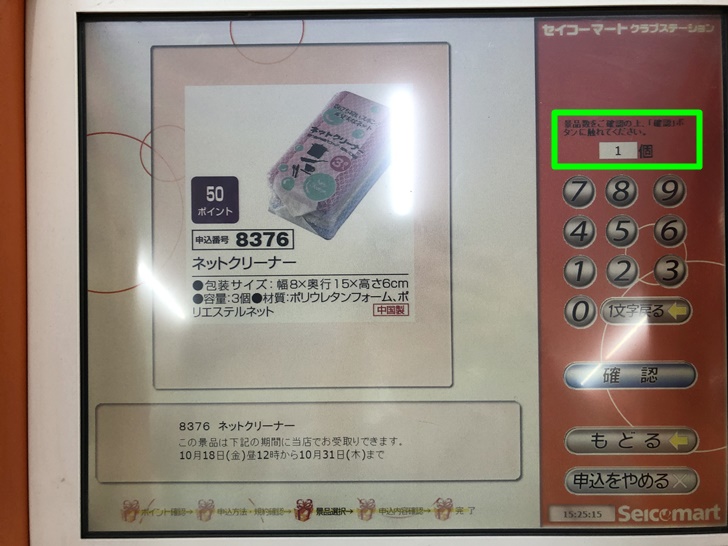 セイコーマート クラブステーション
景品数をご確認の上、「確認」ボ
タンに触れてください。
1 個
ネットクリーナー
50
ポイント
申込番号 8376
ネットクリーナー
●包装サイズ:幅8×奥行15×高さ6cm
●容量:3個●材質:ポリウレタンフォーム、ポ
リエステルネット
中国製
7 8 9
4 5 6
1 2 3
0 1文字戻る
確認
8376 ネットクリーナー
この景品は下記の期間に当店でお受取りできます。
10月18日(金)昼12時から10月31日(木)まで
もどる
申込をやめる
ポイント確認→ 申込方法・規約確認→ 景品選択→ 申込内容確認→ 完了
15:25:15 Seicomart